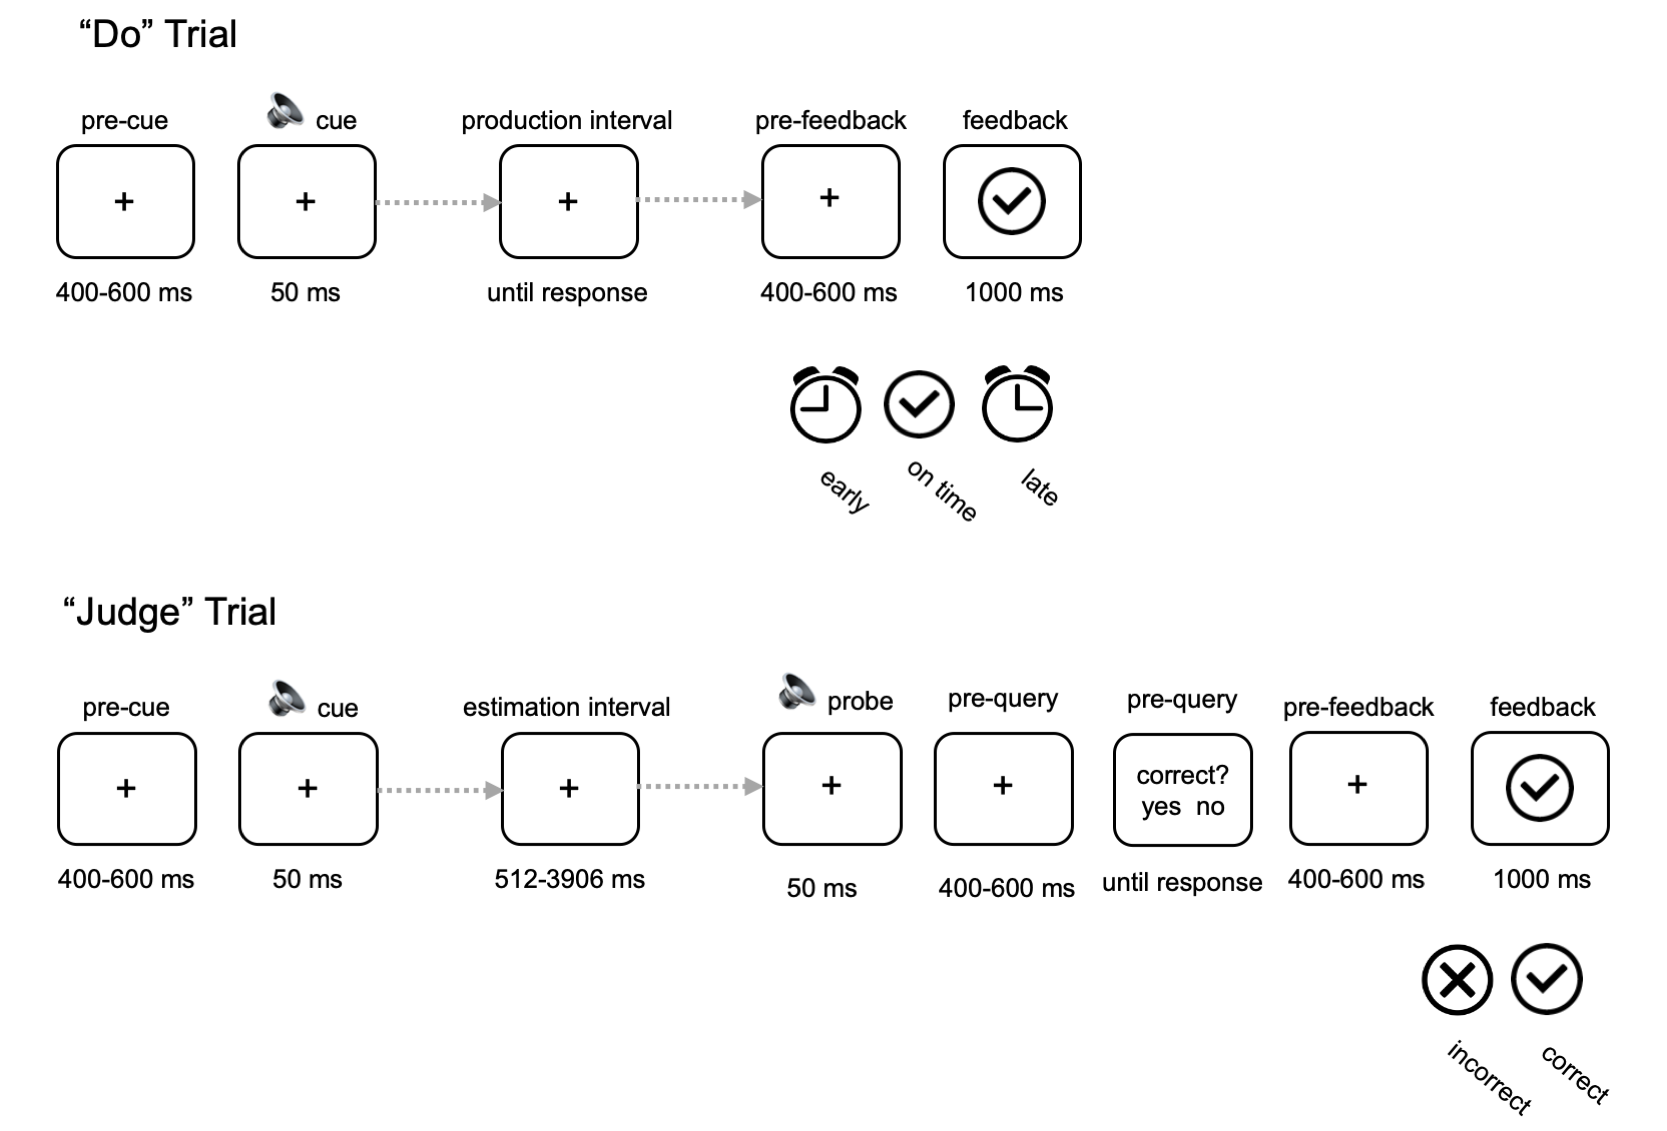 “Do” Trial
pre-cue cue production interval pre-feedback feedback
+ + + +
400-600 ms 50 ms until response 400-600 ms 1000 ms
early on time late
“Judge” Trial
pre-cue cue estimation interval probe pre-query pre-query pre-feedback feedback
+ + + + + correct? +
yes no
400-600 ms 50 ms 512-3906 ms 50 ms 400-600 ms until response 400-600 ms 1000 ms
incorrect correct